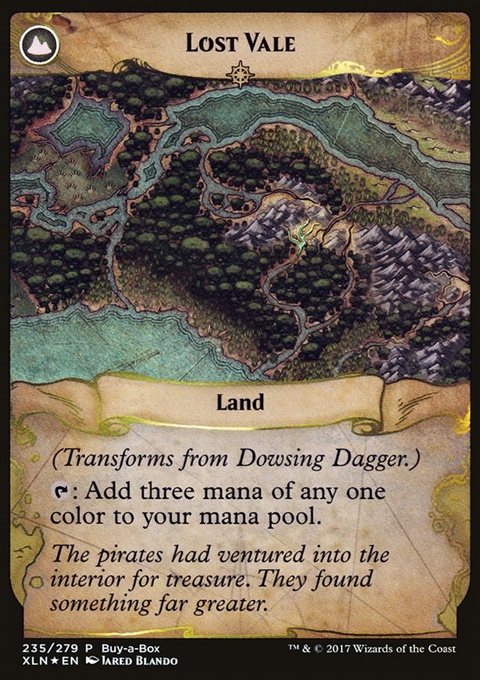 Lost Vale
Land
(Transforms from Dowsing Dagger.)
: Add three mana of any one
color to your mana pool.
The pirates had ventured into the
interior for treasure. They found
something far greater.
235/279 P Buy-a-Box
XLN★EN Jared Blando
™ & © 2017 Wizards of the Coast